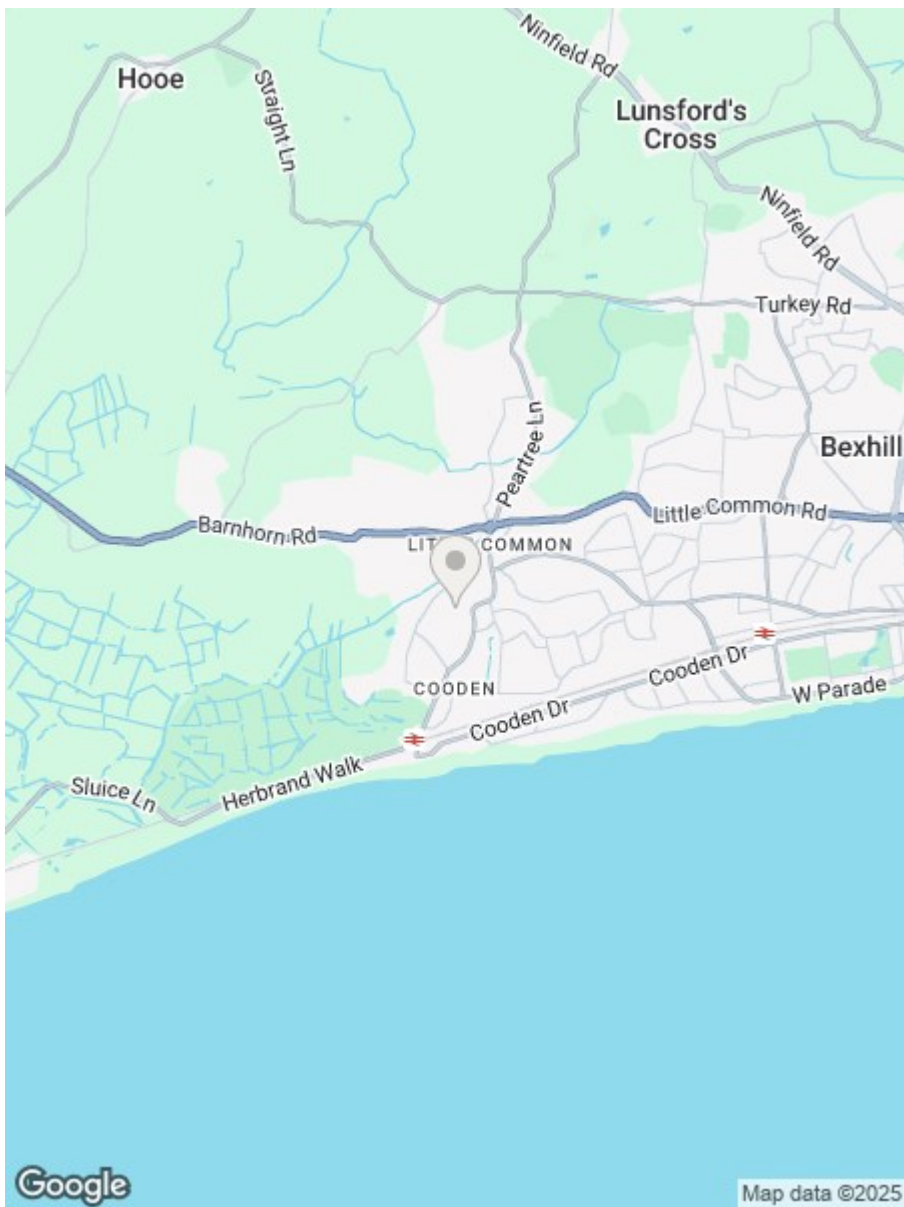 Ninfield Rd
Hooe
Straight Ln
Lunsford's
Cross
Ninfield Rd
Turkey Rd
Peartree Ln
Bexhill
Little Common Rd
Barnhorn Rd
LITTLE COMMON
COODEN
Cooden Dr
W Parade
Cooden Dr
Herbrand Walk
Sluice Ln
Google
Map data ©2025